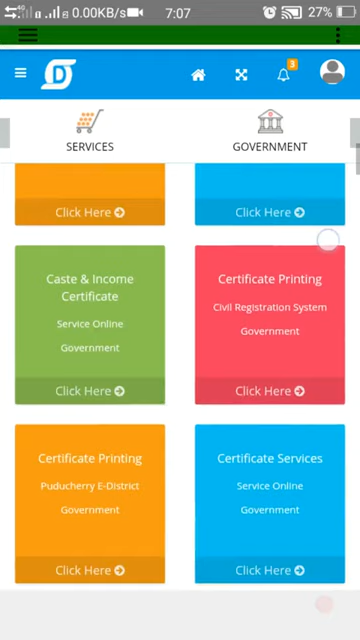 4G
0.00KB/s
7:07
27%
D
3
SERVICES
GOVERNMENT
Click Here
Click Here
Caste & Income
Certificate
Service Online
Government
Click Here
Certificate Printing
Civil Registration System
Government
Click Here
Certificate Printing
Puducherry E-District
Government
Click Here
Certificate Services
Service Online
Government
Click Here